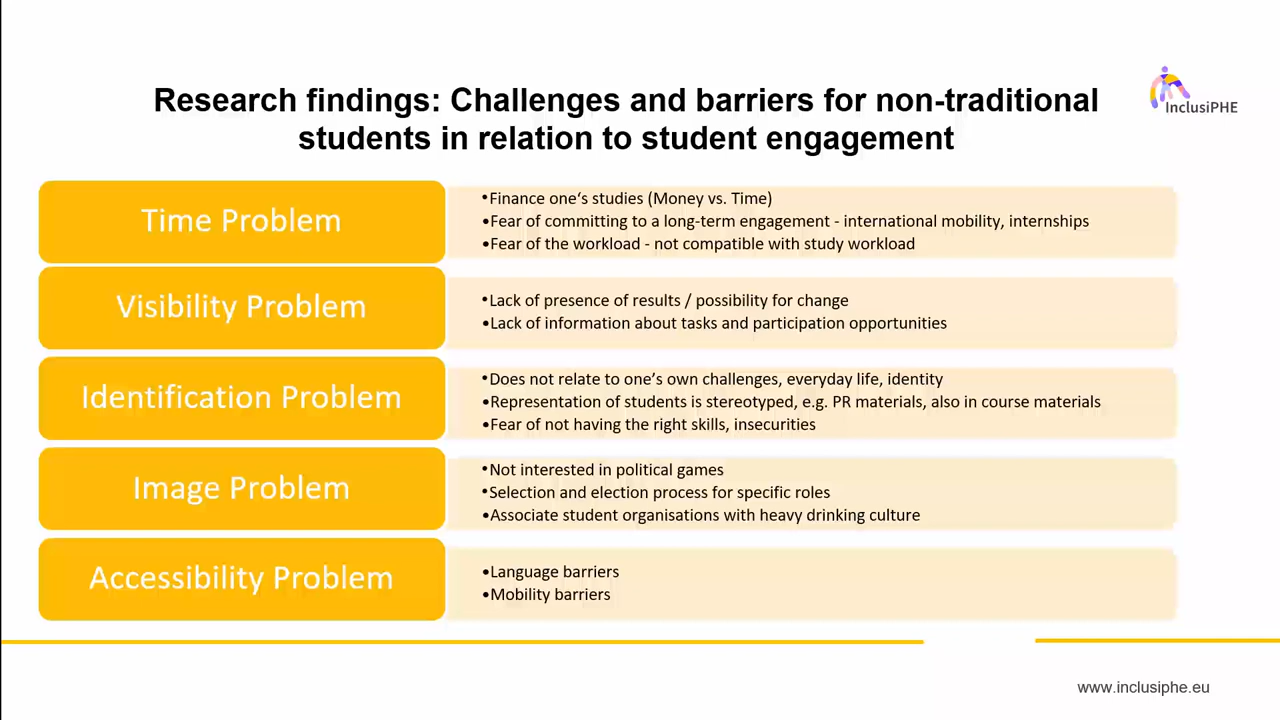 Research findings: Challenges and barriers for non-traditional
students in relation to student engagement
InclusiPHE
Time Problem
•Finance one‘s studies (Money vs. Time)
•Fear of committing to a long-term engagement - international mobility, internships
•Fear of the workload - not compatible with study workload
Visibility Problem
•Lack of presence of results / possibility for change
•Lack of information about tasks and participation opportunities
Identification Problem
•Does not relate to one’s own challenges, everyday life, identity
•Representation of students is stereotyped, e.g. PR materials, also in course materials
•Fear of not having the right skills, insecurities
Image Problem
•Not interested in political games
•Selection and election process for specific roles
•Associate student organisations with heavy drinking culture
Accessibility Problem
•Language barriers
•Mobility barriers
www.inclusiphe.eu